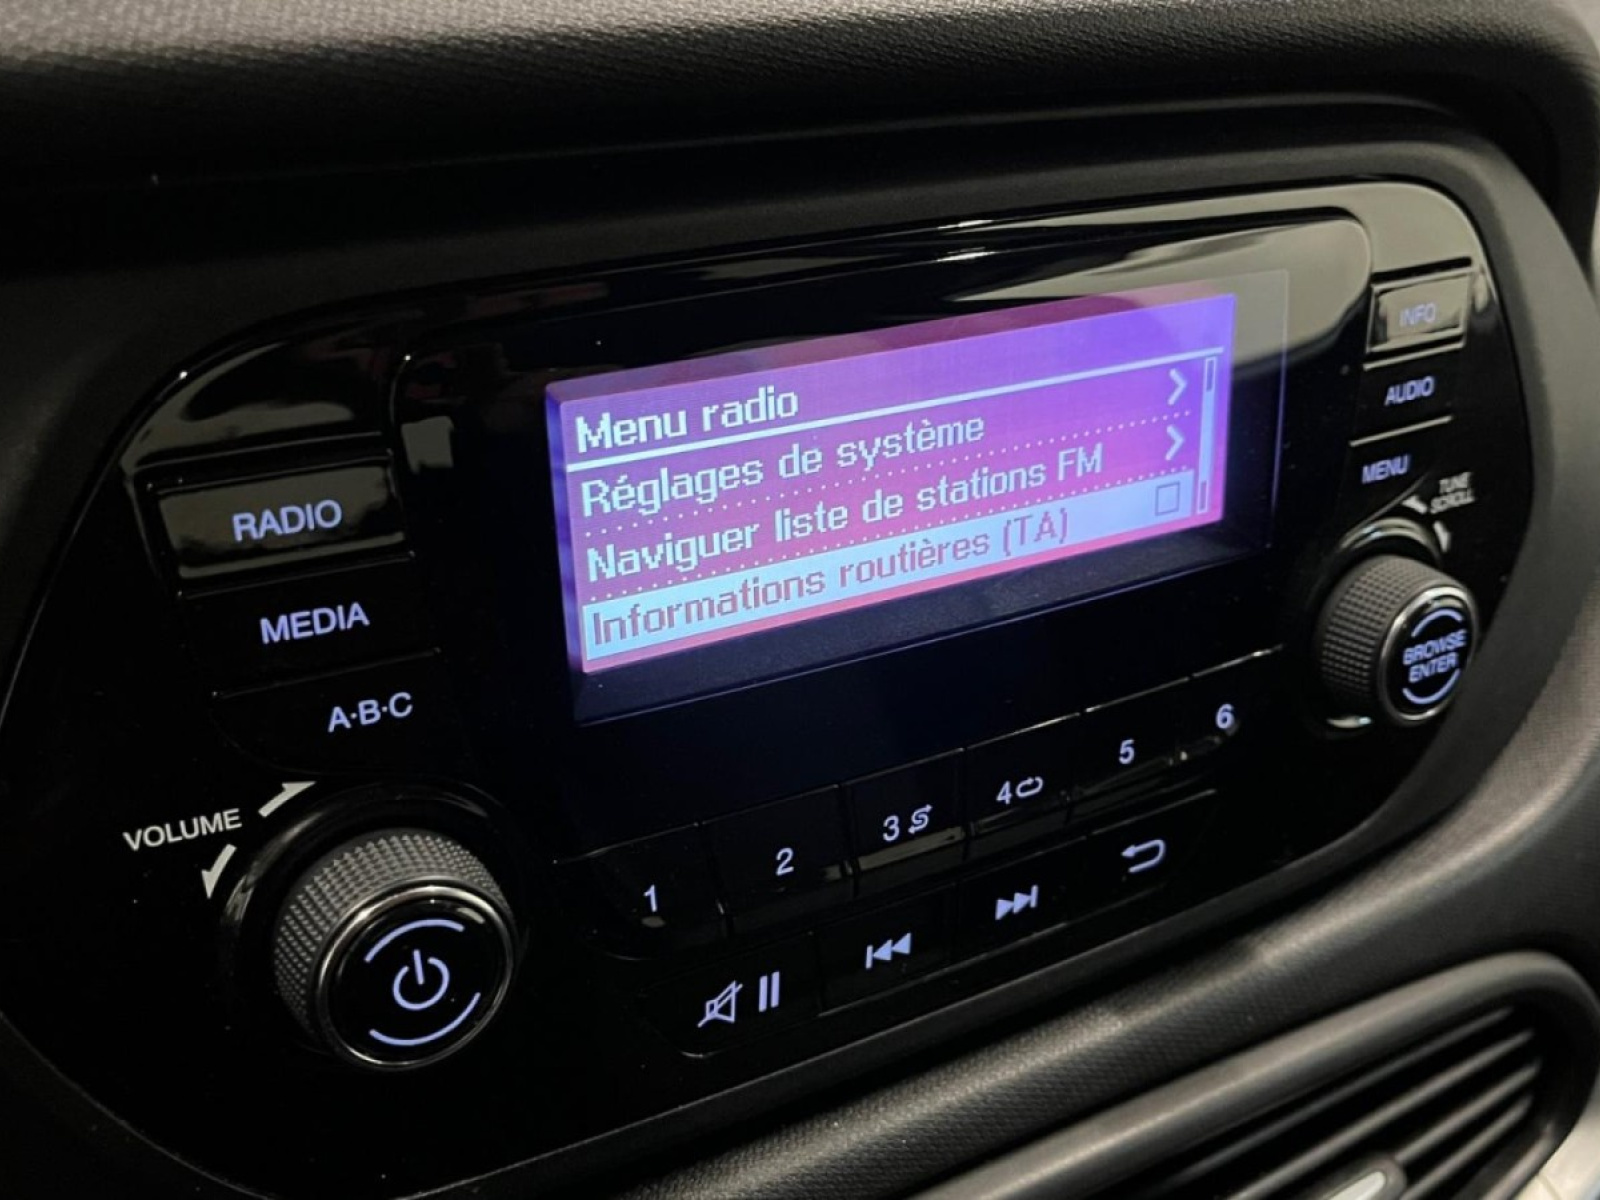 Menu radio
Réglages de système
Naviguer liste de stations FM
Informations routières (TA)
INFO
AUDIO
MENU
TUNE
SCROLL
BROWSE
ENTER
RADIO
MEDIA
A·B·C
VOLUME
1 2 3 4 5 6